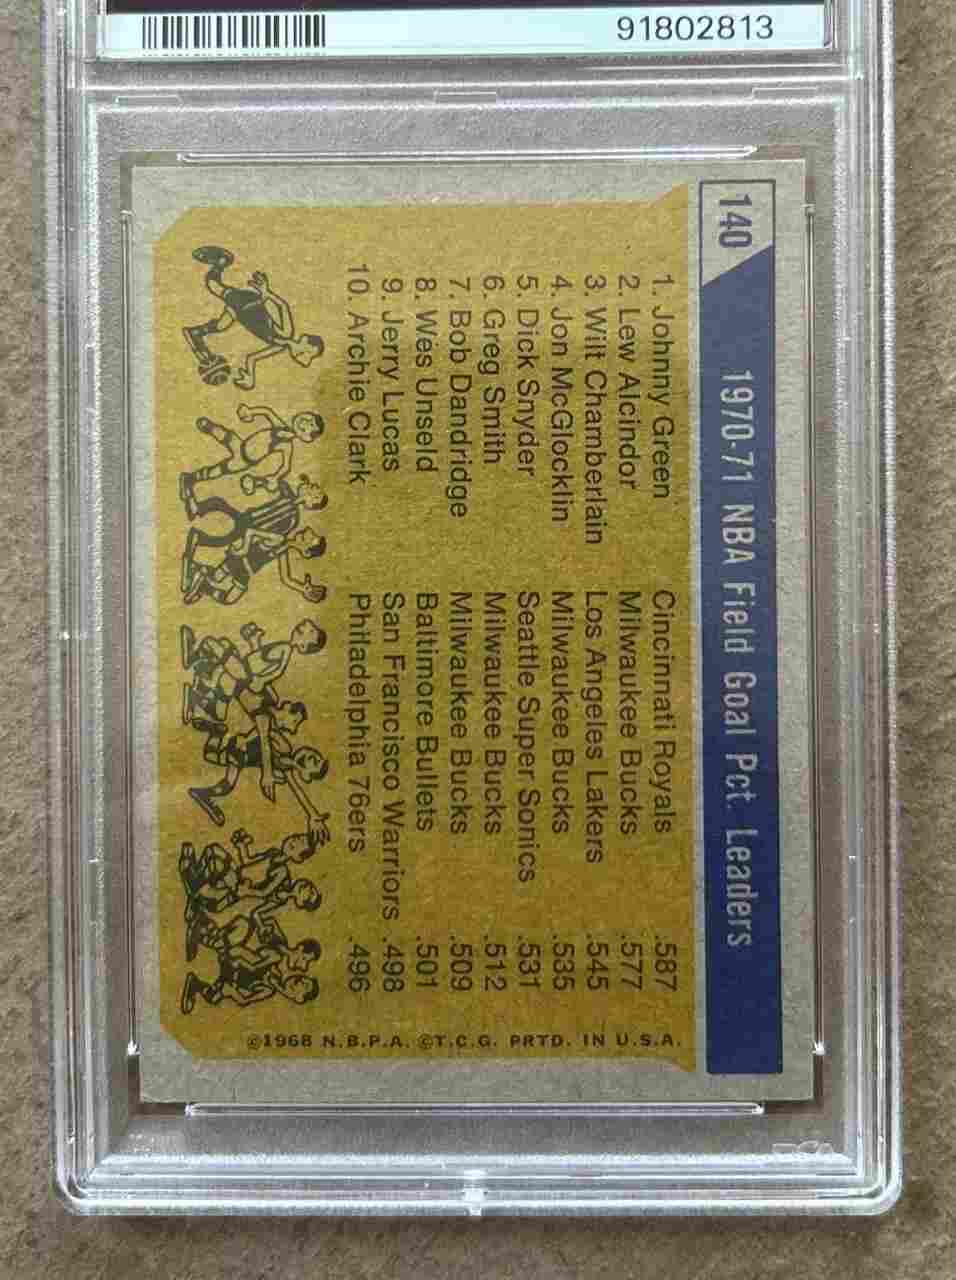 91802813
140
1970-71 NBA Field Goal Pct. Leaders
1. Johnny Green Cincinnati Royals .587
2. Lew Alcindor Milwaukee Bucks .577
3. Wilt Chamberlain Los Angeles Lakers .545
4. Jon McGlocklin Milwaukee Bucks .535
5. Dick Snyder Seattle Super Sonics .531
6. Greg Smith Milwaukee Bucks .512
7. Bob Dandridge Milwaukee Bucks .509
8. Wes Unseld Baltimore Bullets .501
9. Jerry Lucas San Francisco Warriors .498
10. Archie Clark Philadelphia 76ers .496
©1968 N.B.P.A. ©T.C.G. PRTD. IN U.S.A.